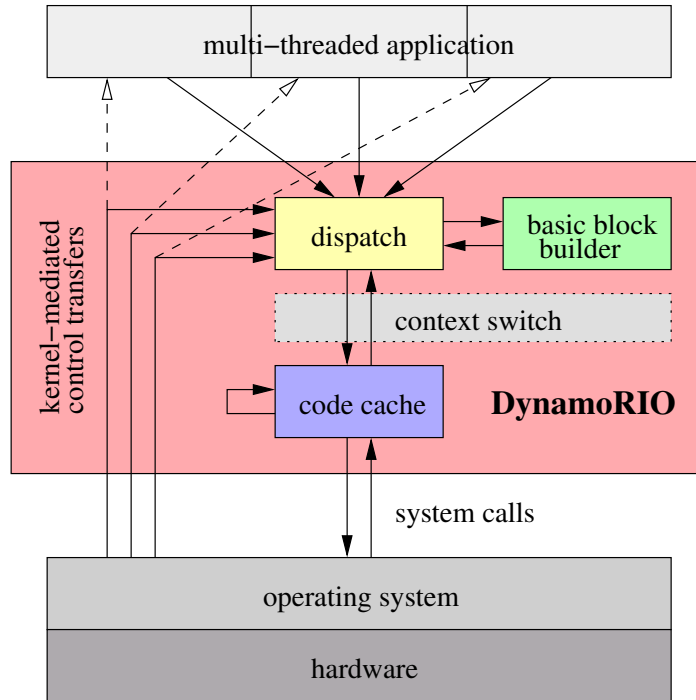 multi−threaded application
kernel−mediated
control transfers
dispatch
basic block
builder
context switch
code cache
DynamoRIO
system calls
operating system
hardware